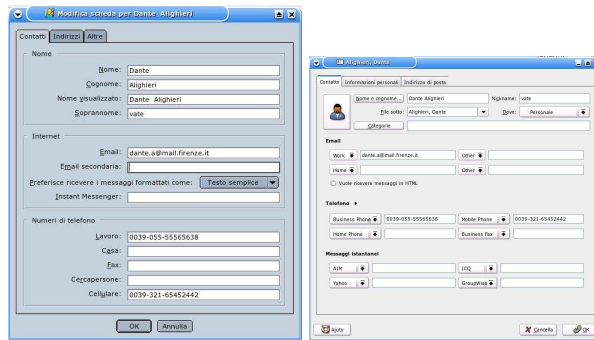 Modifica scheda per Dante Alighieri
Contatti Indirizzi Altre
Nome
Nome: Dante
Cognome: Alighieri
Nome visualizzato: Dante Alighieri
Soprannome: vate
Internet
Email: dante.a@mail.firenze.it
Email secondaria:
Preferisce ricevere i messaggi formattati come: Testo semplice
Instant Messenger:
Numeri di telefono
Lavoro: 0039-055-55565638
Casa:
Fax:
Cercapersone:
Cellulare: 0039-321-65452442
OK Annulla
Alighieri, Dante
Contatto Informazioni personali Indirizzo di posta
Nome e cognome... Dante Alighieri Nickname: vate
File sotto: Alighieri, Dante Dove: Personale
Categorie
Email
Work dante.a@mail.firenze.it Other
Home Other
Vuole ricevere messaggi in HTML
Telefono
Business Phone 0039-055-55565638 Mobile Phone 0039-321-65452442
Home Phone Business Fax
Messaggi istantanei
AIM ICQ
Yahoo GroupWise
Aiuto Cancella OK